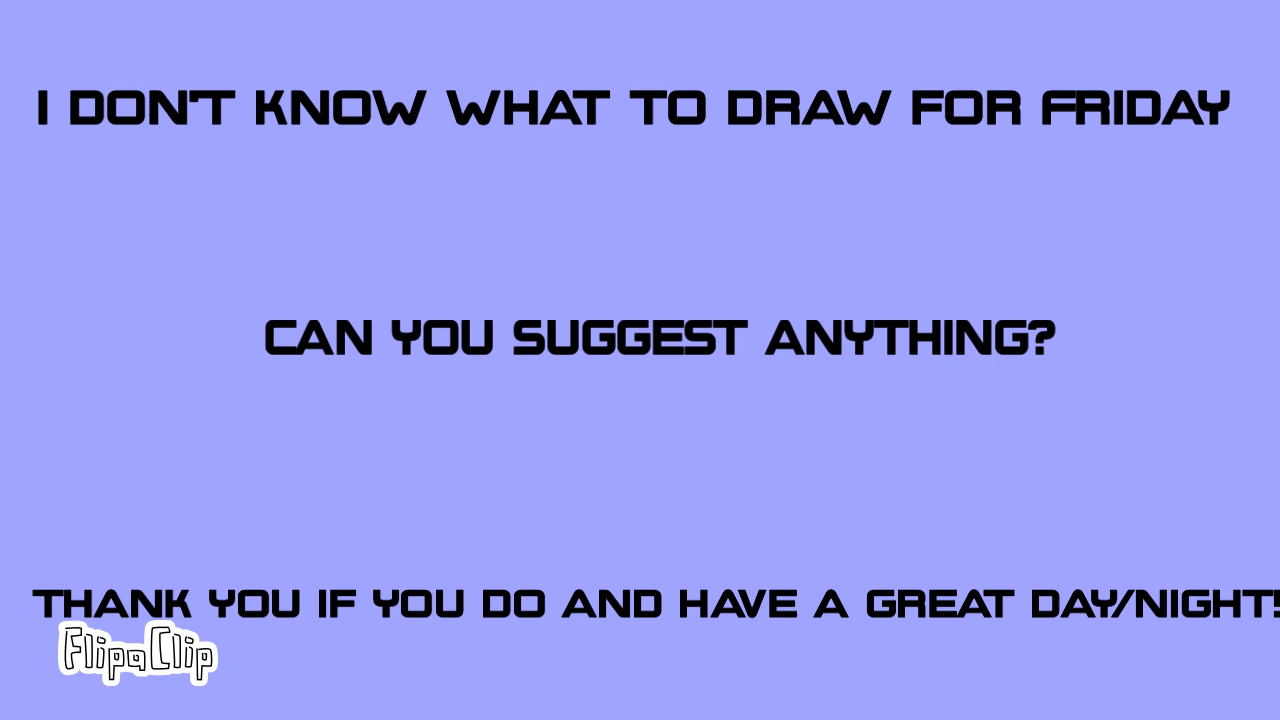 I DON'T KNOW WHAT TO DRAW FOR FRIDAY
CAN YOU SUGGEST ANYTHING?
THANK YOU IF YOU DO AND HAVE A GREAT DAY/NIGHT!
FlipaClip